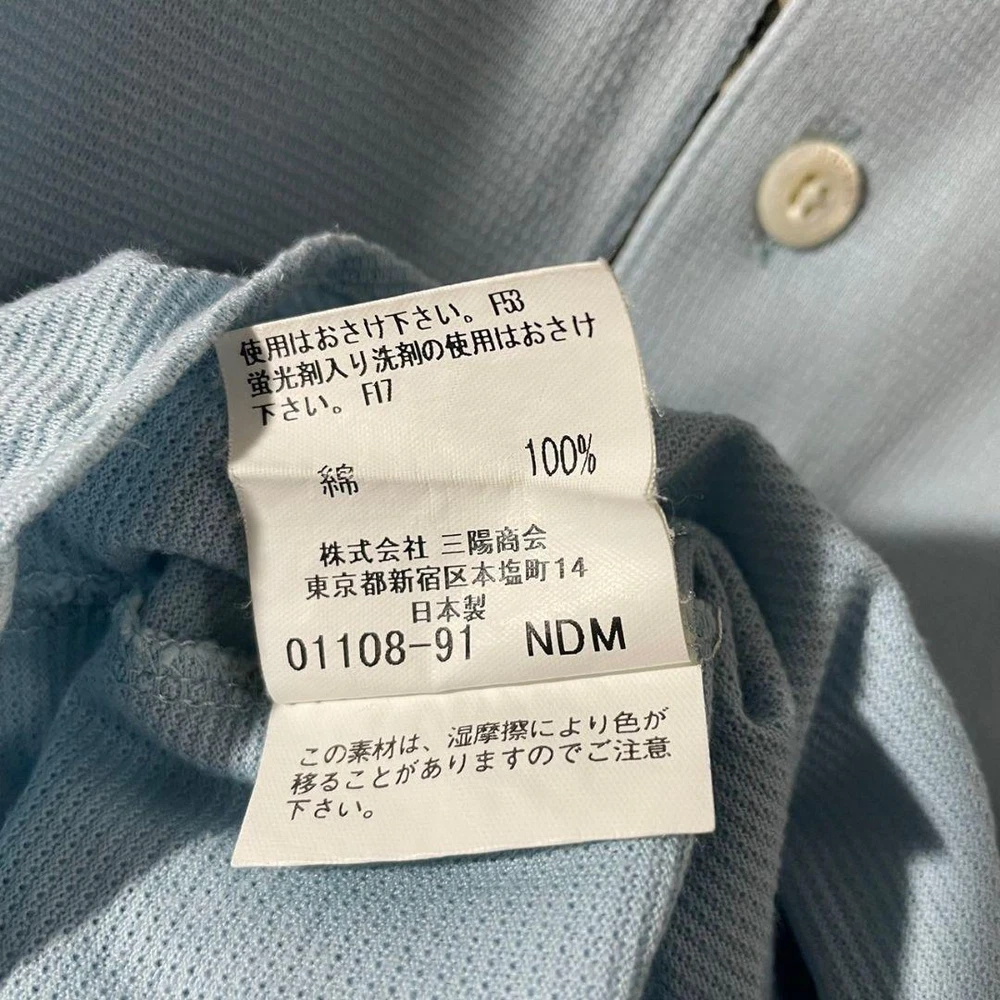 使用はおさけ下さい。 F53
蛍光剤入り洗剤の使用はおさけ
下さい。 F17
綿 100%
株式会社 三陽商会
東京都新宿区本塩町14
日本製
01108-91 NDM
この素材は、湿摩擦により色が
移ることがありますのでご注意
下さい。